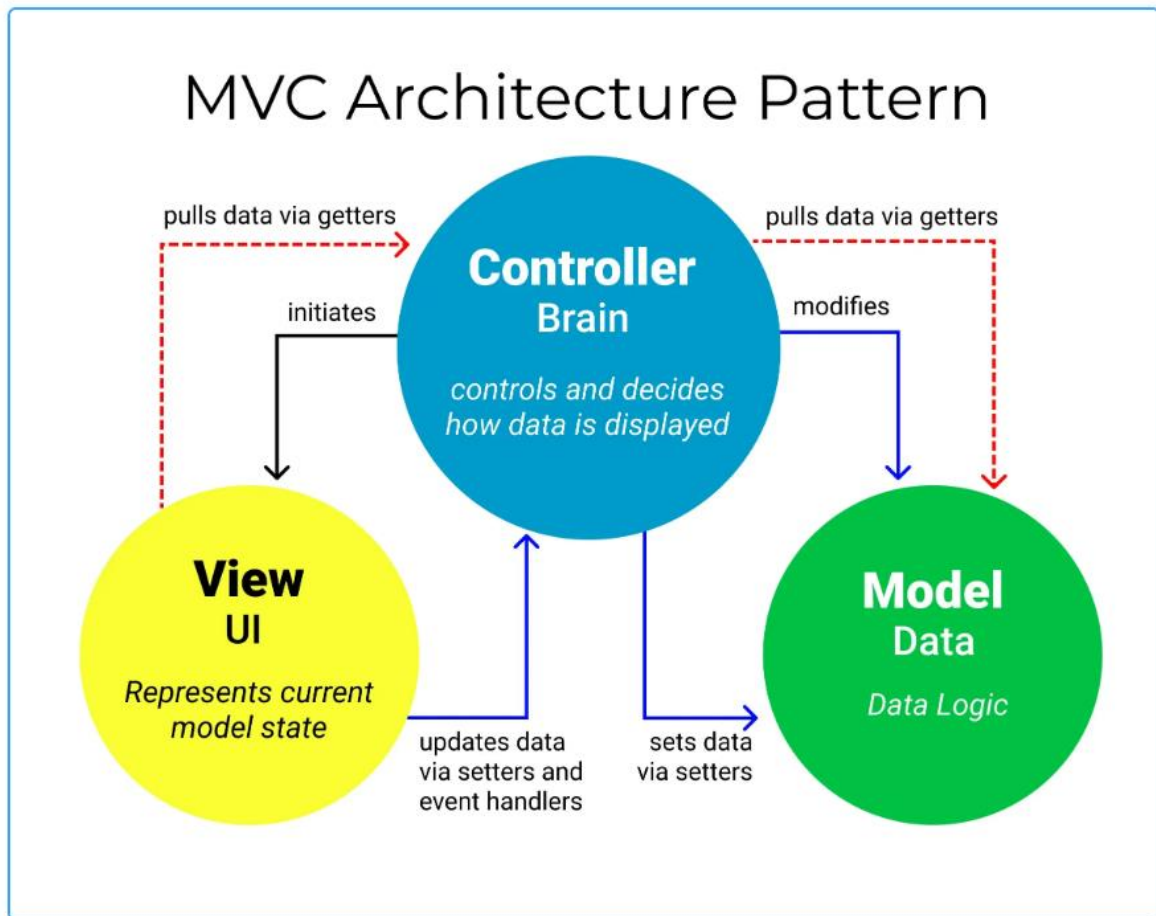 MVC Architecture Pattern
pulls data via getters
pulls data via getters
Controller
Brain
initiates
modifies
controls and decides
how data is displayed
View
UI
Represents current
model state
Model
Data
Data Logic
updates data
via setters and
event handlers
sets data
via setters